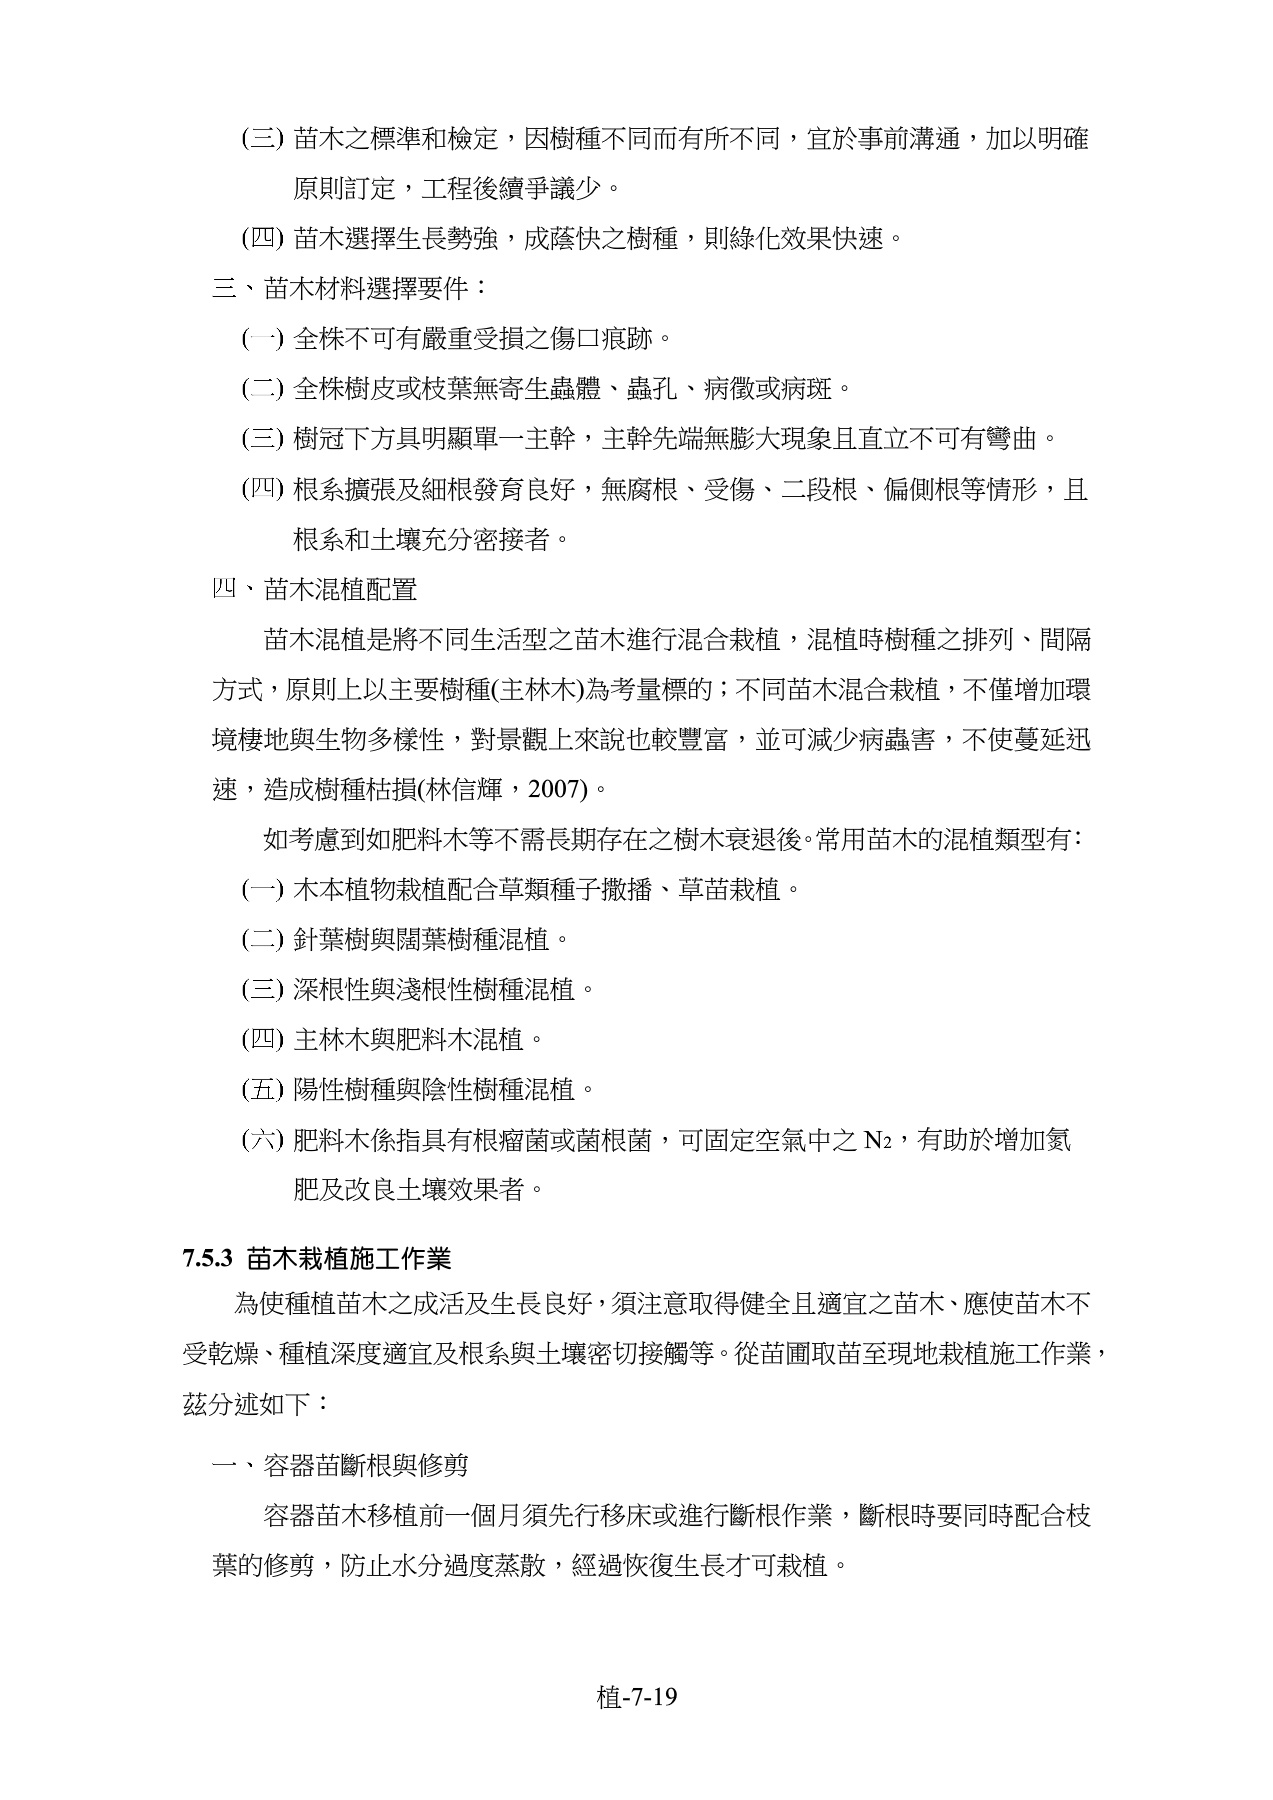 (三) 苗木之標準和檢定，因樹種不同而有所不同，宜於事前溝通，加以明確
原則訂定，工程後續爭議少。
(四) 苗木選擇生長勢強，成蔭快之樹種，則綠化效果快速。
三、苗木材料選擇要件：
(一) 全株不可有嚴重受損之傷口痕跡。
(二) 全株樹皮或枝葉無寄生蟲體、蟲孔、病徵或病斑。
(三) 樹冠下方具明顯單一主幹，主幹先端無膨大現象且直立不可有彎曲。
(四) 根系擴張及細根發育良好，無腐根、受傷、二段根、偏側根等情形，且
根系和土壤充分密接者。
四、苗木混植配置
苗木混植是將不同生活型之苗木進行混合栽植，混植時樹種之排列、間隔
方式，原則上以主要樹種(主林木)為考量標的；不同苗木混合栽植，不僅增加環
境棲地與生物多樣性，對景觀上來說也較豐富，並可減少病蟲害，不使蔓延迅
速，造成樹種枯損(林信輝，2007)。
如考慮到如肥料木等不需長期存在之樹木衰退後。常用苗木的混植類型有：
(一) 木本植物栽植配合草類種子撒播、草苗栽植。
(二) 針葉樹與闊葉樹種混植。
(三) 深根性與淺根性樹種混植。
(四) 主林木與肥料木混植。
(五) 陽性樹種與陰性樹種混植。
(六) 肥料木係指具有根瘤菌或菌根菌，可固定空氣中之 N₂，有助於增加氮
肥及改良土壤效果者。
7.5.3 苗木栽植施工作業
為使種植苗木之成活及生長良好，須注意取得健全且適宜之苗木、應使苗木不
受乾燥、種植深度適宜及根系與土壤密切接觸等。從苗圃取苗至現地栽植施工作業，
茲分述如下：
一、容器苗斷根與修剪
容器苗木移植前一個月須先行移床或進行斷根作業，斷根時要同時配合枝
葉的修剪，防止水分過度蒸散，經過恢復生長才可栽植。
植-7-19